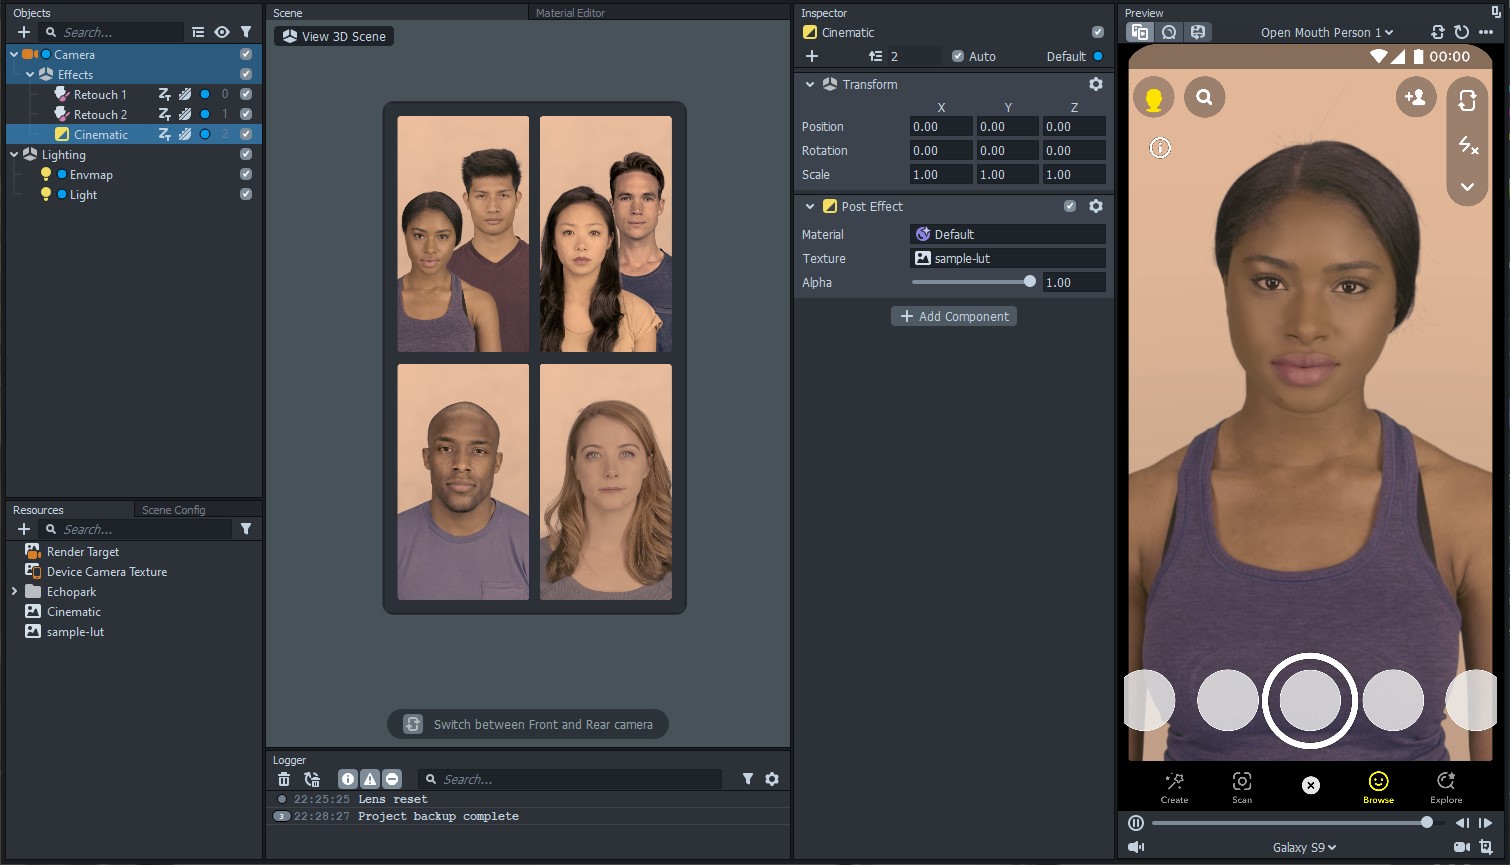 Objects
Search...
Camera
Effects
Retouch 1 0
Retouch 2 1
Cinematic 2
Lighting
Envmap
Light
Resources Scene Config
Search...
Render Target
Device Camera Texture
Echopark
Cinematic
sample-lut
Scene Material Editor
View 3D Scene
Switch between Front and Rear camera
Logger
Search...
22:25:25 Lens reset
3 22:28:27 Project backup complete
Inspector
Cinematic
2 Auto Default
Transform
X Y Z
Position 0.00 0.00 0.00
Rotation 0.00 0.00 0.00
Scale 1.00 1.00 1.00
Post Effect
Material Default
Texture sample-lut
Alpha 1.00
+ Add Component
Preview
Open Mouth Person 1
00:00
Create Scan Browse Explore
Galaxy S9